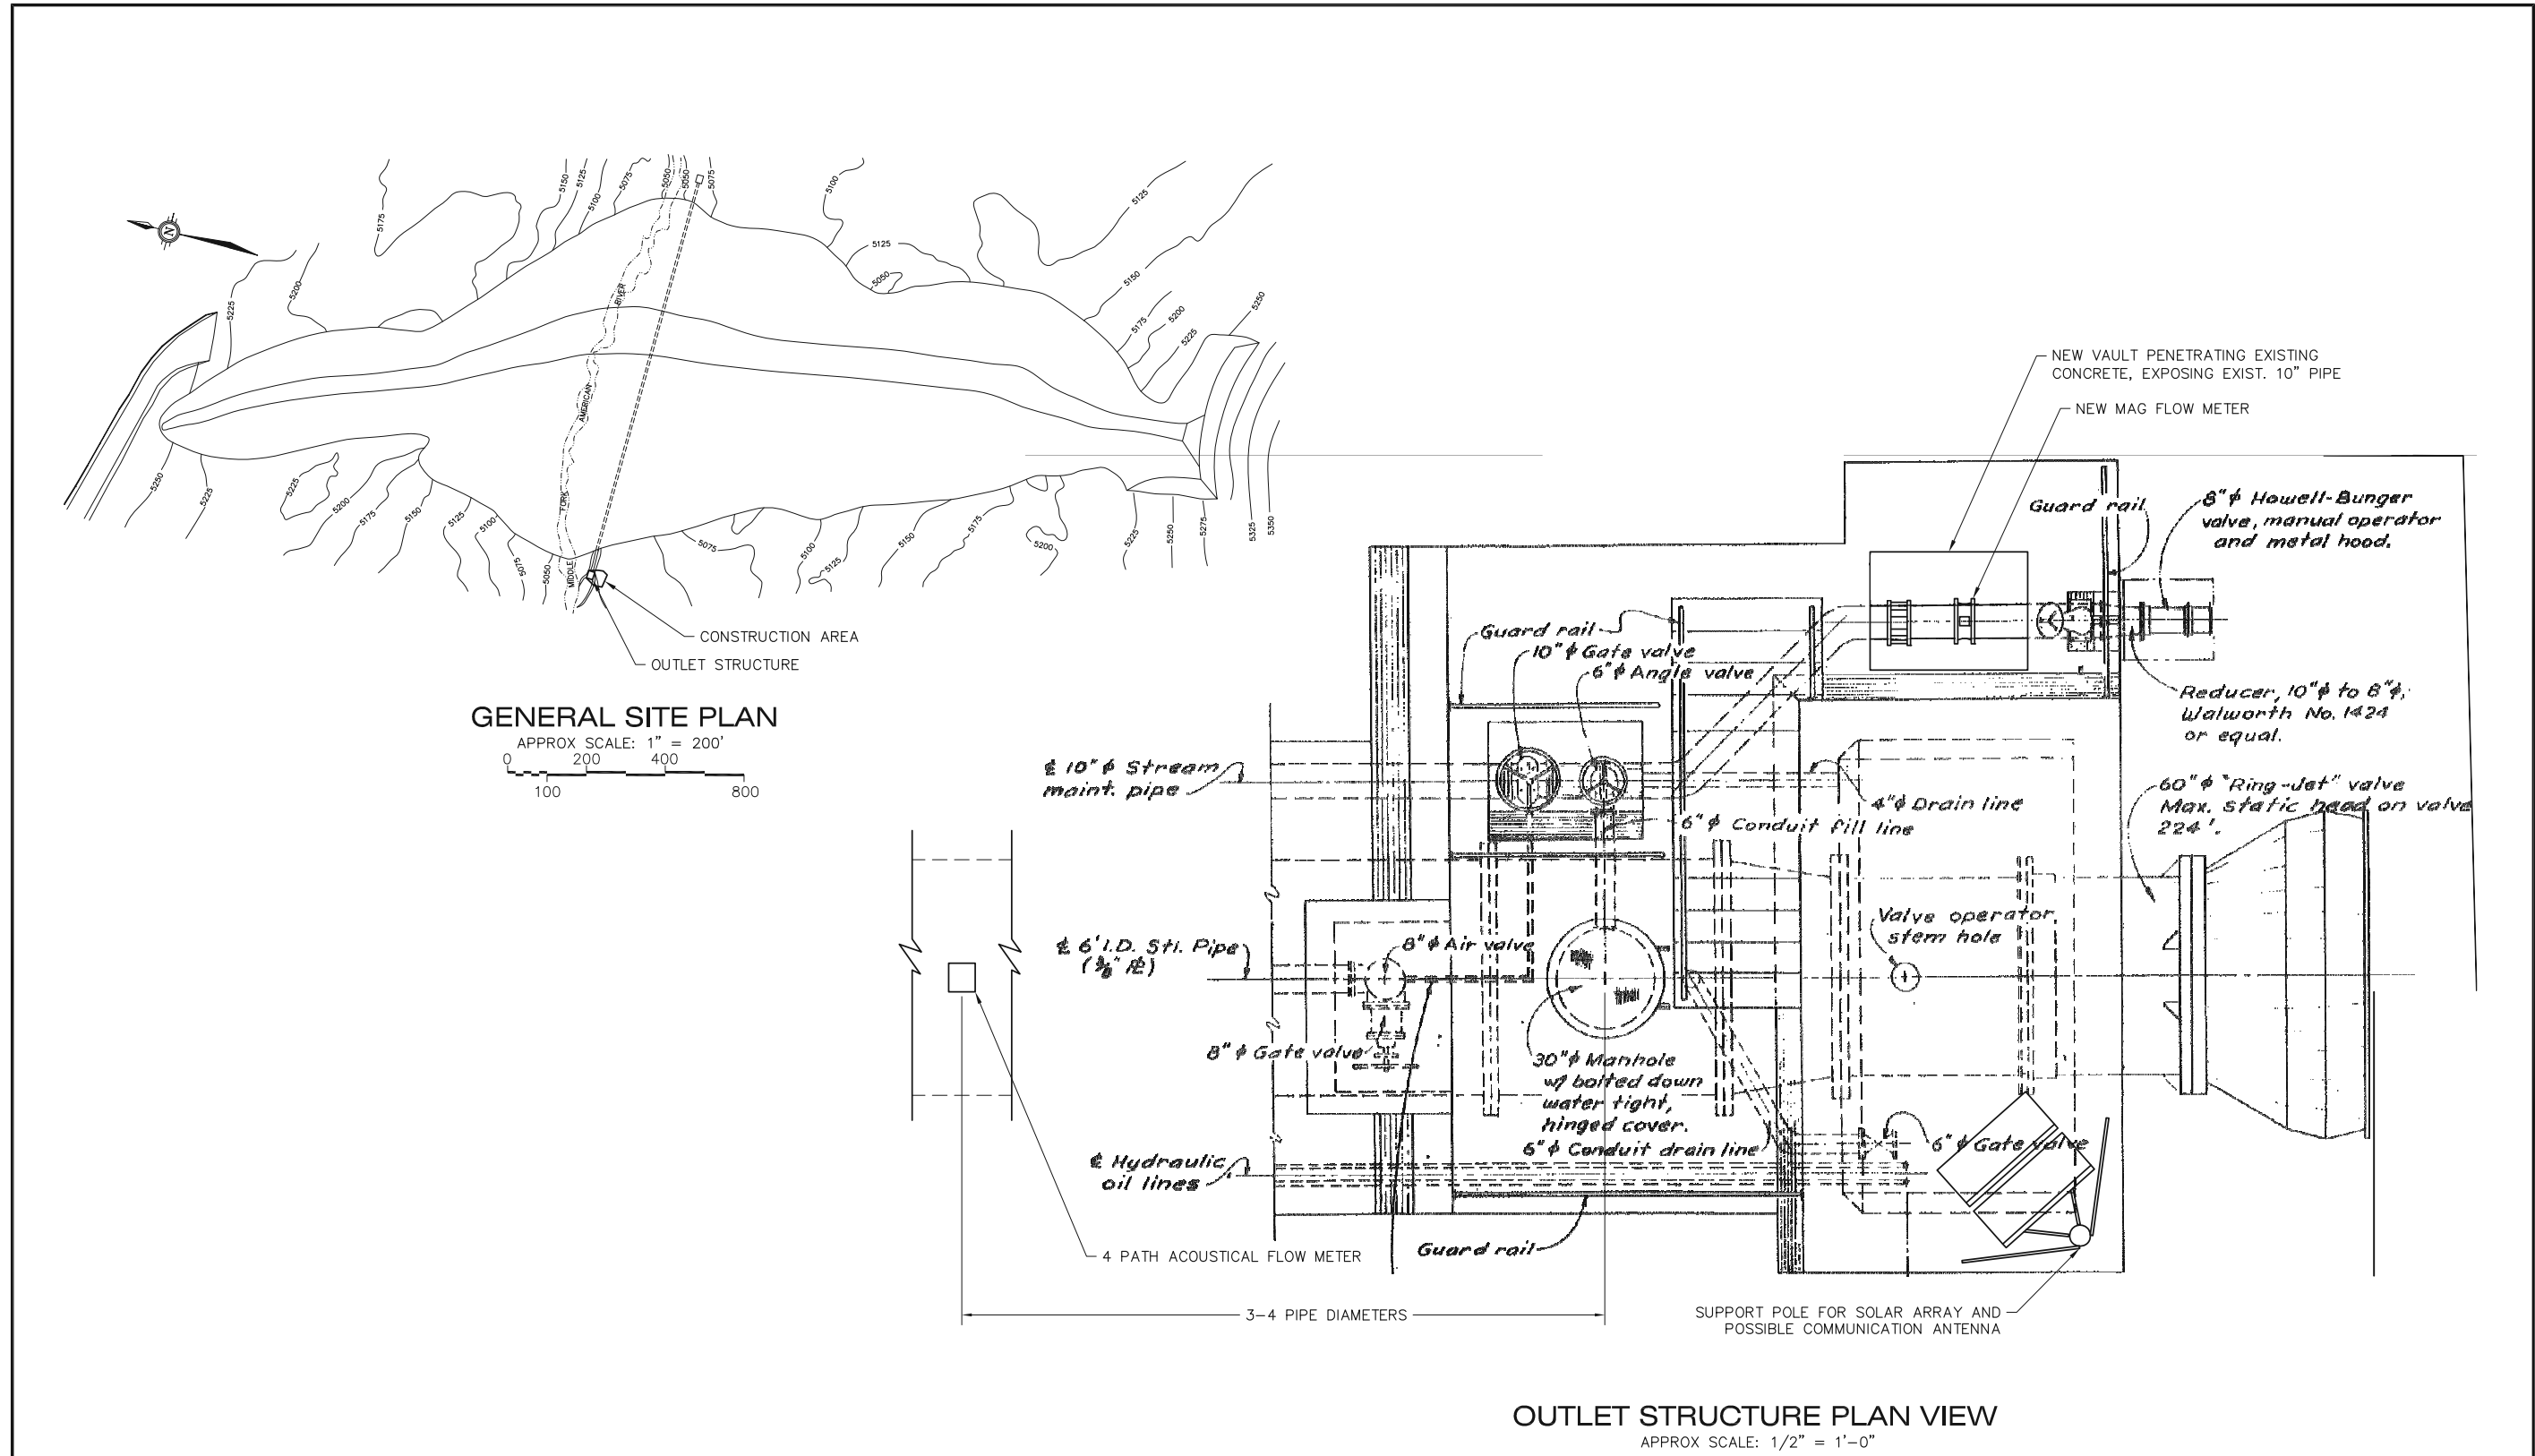 5175
5150
5125
5100
5075
5050
5050
5075
5100
5125
5125
5050
5150
5175
5200
5225
5250
N
5200
5225
RIVER
AMERICAN
FORK
MIDDLE
5250
5225
5225
5200
5175
5150
5125
5100
5075
5050
5075
5100
5125
5150
5175
5200
5225
5250
5275
5325
5350
CONSTRUCTION AREA
OUTLET STRUCTURE
GENERAL SITE PLAN
APPROX SCALE: 1" = 200'
0 200 400
100 800
NEW VAULT PENETRATING EXISTING
CONCRETE, EXPOSING EXIST. 10" PIPE
NEW MAG FLOW METER
Guard rail
8"ϕ Howell-Bunger
valve, manual operator
and metal hood.
Guard rail
10"ϕ Gate valve
6"ϕ Angle valve
Reducer, 10"ϕ to 8"ϕ,
Walworth No. 1424
or equal.
℄ 10"ϕ Stream
maint. pipe
4"ϕ Drain line
6"ϕ Conduit fill line
60"ϕ "Ring-Jet" valve
Max. static head on valve
224'.
Valve operator
stem hole
℄ 6' I.D. Stl. Pipe
(3/8" ⅊)
8"ϕ Air valve
8"ϕ Gate valve
30"ϕ Manhole
w/ bolted down
water tight,
hinged cover.
6"ϕ Conduit drain line
6"ϕ Gate valve
℄ Hydraulic
oil lines
Guard rail
4 PATH ACOUSTICAL FLOW METER
3-4 PIPE DIAMETERS
SUPPORT POLE FOR SOLAR ARRAY AND
POSSIBLE COMMUNICATION ANTENNA
OUTLET STRUCTURE PLAN VIEW
APPROX SCALE: 1/2" = 1'-0"